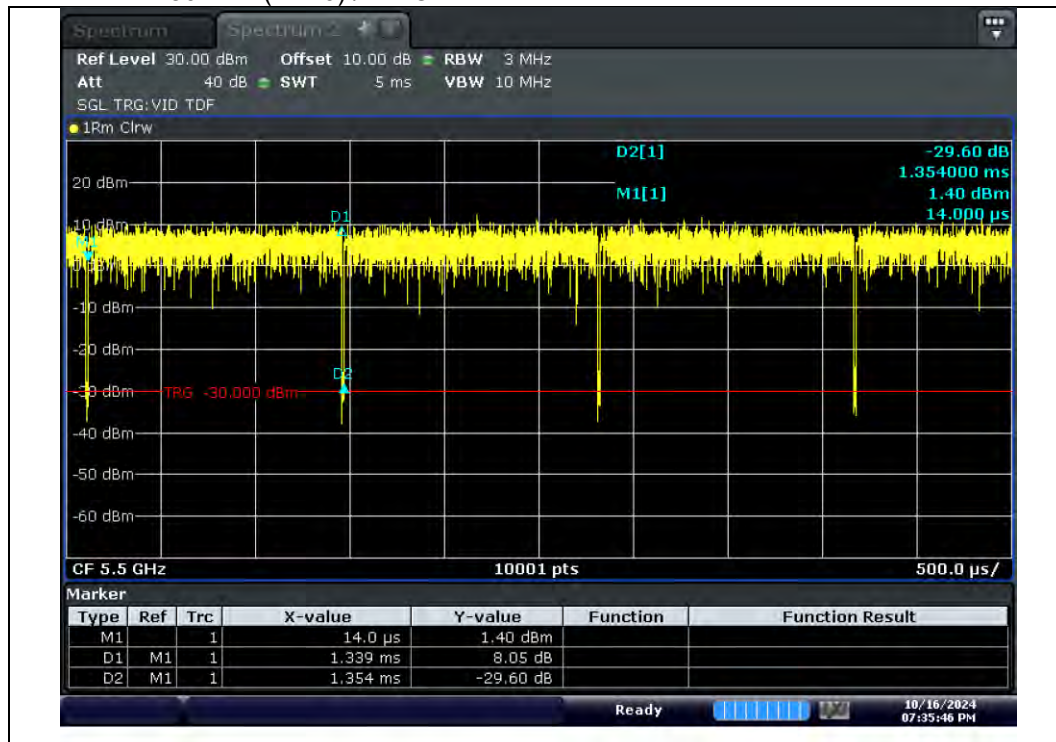 Spectrum Spectrum 2
Ref Level 30.00 dBm Offset 10.00 dB RBW 3 MHz
Att 40 dB SWT 5 ms VBW 10 MHz
SGL TRG:VID TDF
1Rm Clrw
D2[1] -29.60 dB
1.354000 ms
20 dBm
M1[1] 1.40 dBm
14.000 µs
10 dBm
D1
M1
0 dBm
-10 dBm
-20 dBm
D2
-30 dBm TRG -30.000 dBm
-40 dBm
-50 dBm
-60 dBm
CF 5.5 GHz 10001 pts 500.0 µs/
Marker
Type Ref Trc X-value Y-value Function Function Result
M1 1 14.0 µs 1.40 dBm
D1 M1 1 1.339 ms 8.05 dB
D2 M1 1 1.354 ms -29.60 dB
Ready 10/16/2024
07:35:46 PM